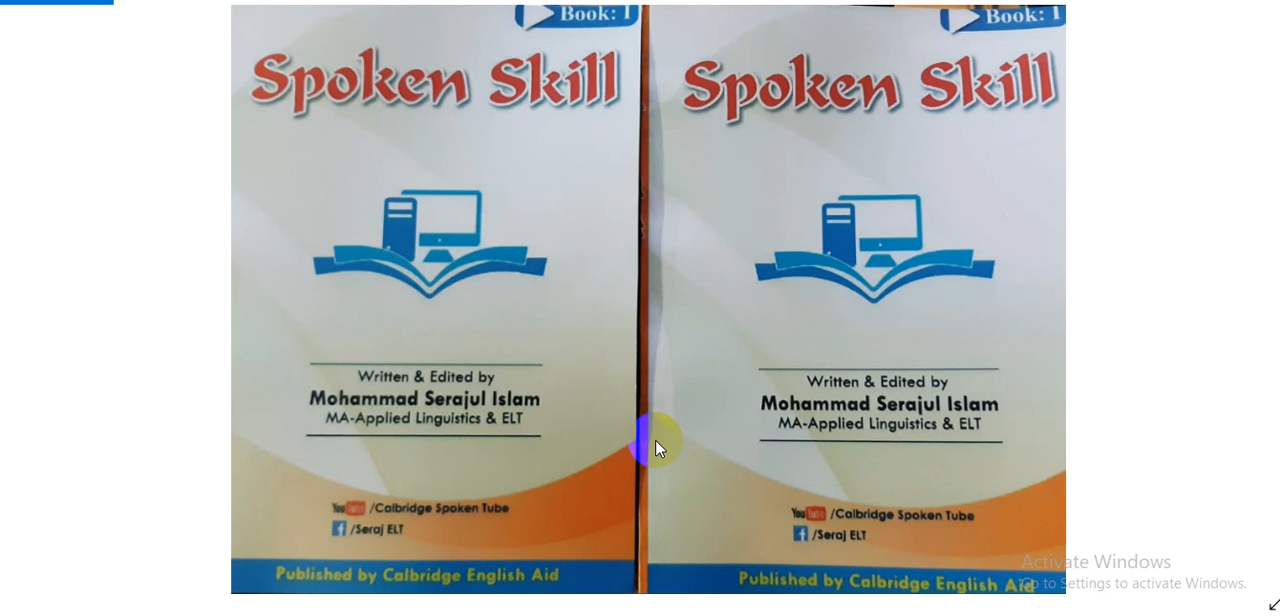 Book: 1
Spoken Skill
Written & Edited by
Mohammad Serajul Islam
MA-Applied Linguistics & ELT
YouTube /Calbridge Spoken Tube
f /Seraj ELT
Published by Calbridge English Aid
Book: 1
Spoken Skill
Written & Edited by
Mohammad Serajul Islam
MA-Applied Linguistics & ELT
YouTube /Calbridge Spoken Tube
f /Seraj ELT
Published by Calbridge English Aid
Activate Windows
Go to Settings to activate Windows.